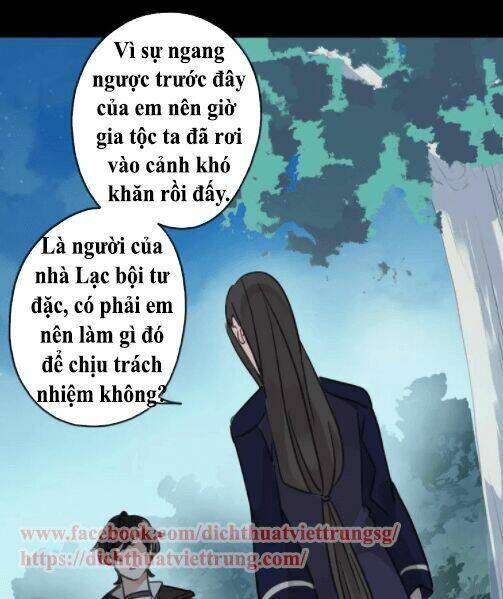 Vì sự ngang
ngược trước đây
của em nên giờ
gia tộc ta đã rơi
vào cảnh khó
khăn rồi đấy.
Là người của
nhà Lạc bội tư
đặc, có phải em
nên làm gì đó
để chịu trách
nhiệm không?
www.facebook.com/dichthuatviettrungsg/
https://dichthuatviettrung.com/